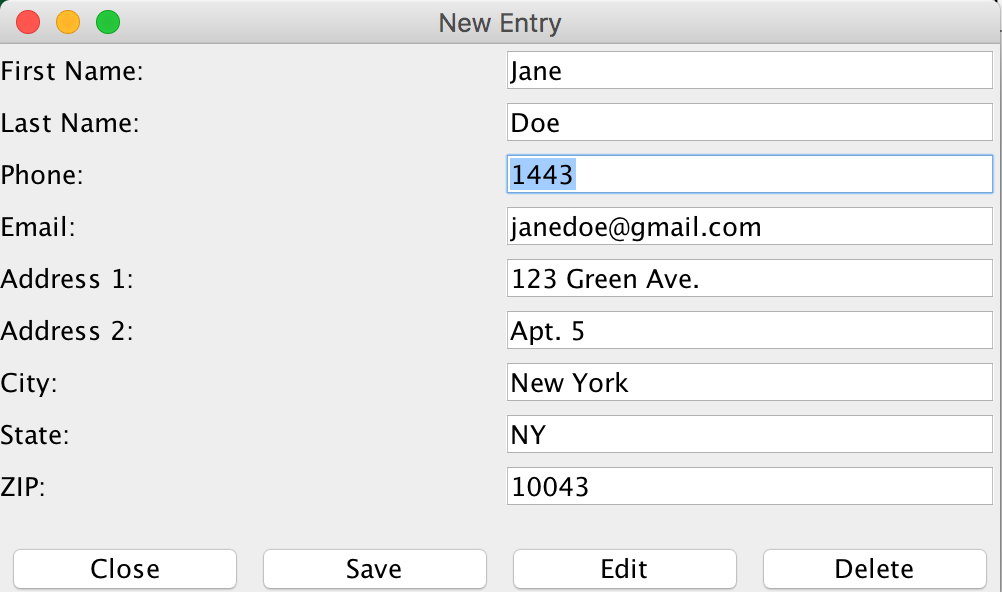 New Entry
First Name: Jane
Last Name: Doe
Phone: 1443
Email: janedoe@gmail.com
Address 1: 123 Green Ave.
Address 2: Apt. 5
City: New York
State: NY
ZIP: 10043
Close Save Edit Delete